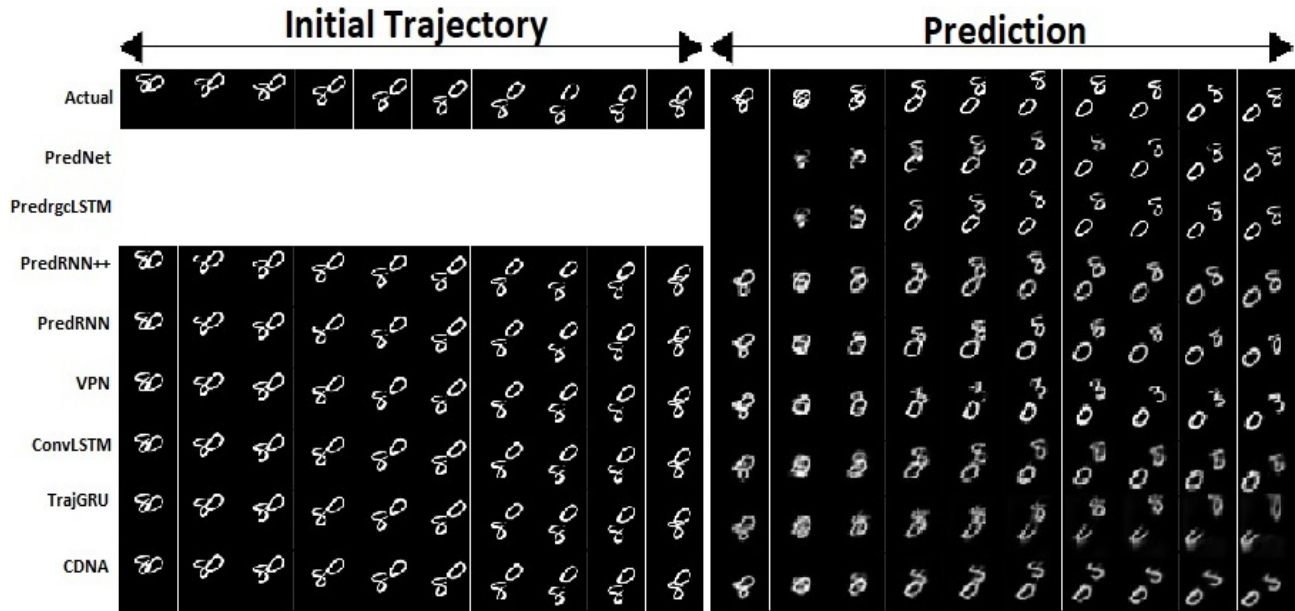 Initial Trajectory
Prediction
Actual
PredNet
PredrgcLSTM
PredRNN++
PredRNN
VPN
ConvLSTM
TrajGRU
CDNA